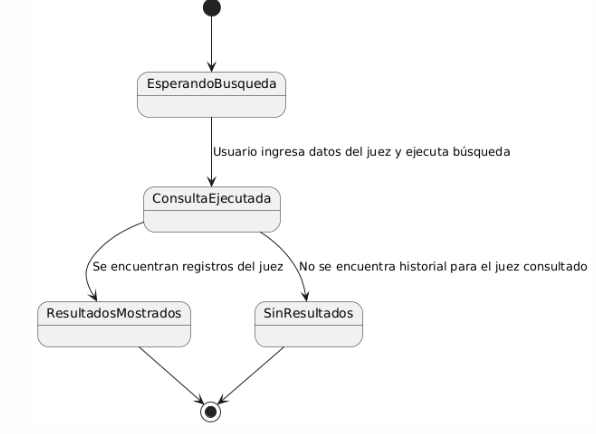 EsperandoBusqueda
Usuario ingresa datos del juez y ejecuta búsqueda
ConsultaEjecutada
Se encuentran registros del juez
No se encuentra historial para el juez consultado
ResultadosMostrados
SinResultados